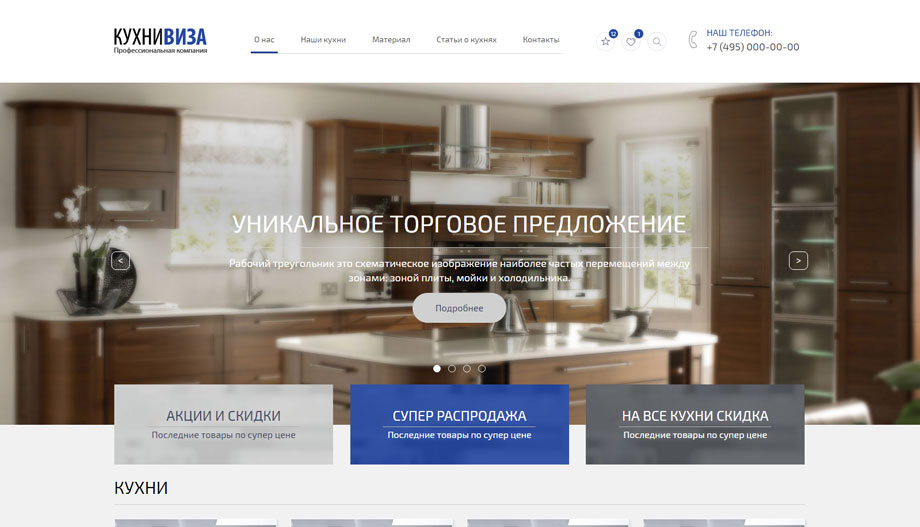 КУХНИВИЗА
Профессиональная компания
О нас
Наши кухни
Материал
Статьи о кухнях
Контакты
12
1
НАШ ТЕЛЕФОН:
+7 (495) 000-00-00
УНИКАЛЬНОЕ ТОРГОВОЕ ПРЕДЛОЖЕНИЕ
<
>
Рабочий треугольник это схематическое изображение наиболее частых перемещений между
зонами: зоной плиты, мойки и холодильника.
Подробнее
АКЦИИ И СКИДКИ
Последние товары по супер цене
СУПЕР РАСПРОДАЖА
Последние товары по супер цене
НА ВСЕ КУХНИ СКИДКА
Последние товары по супер цене
КУХНИ